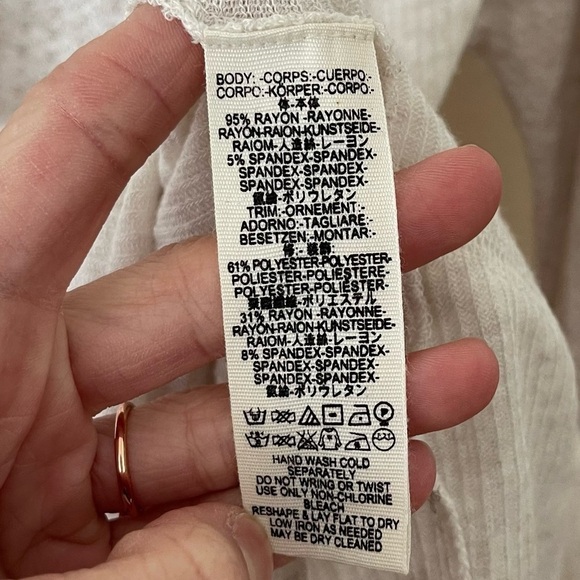 BODY:-CORPS-:CUERPO:-
CORPO:-KÖRPER-:CORPO:-
体-本体
95% RAYON -RAYONNE-
RAYON-RAION-KUNSTSEIDE-
RAIOM-人造絲-レーヨン
5% SPANDEX-SPANDEX-
SPANDEX-SPANDEX-
SPANDEX-SPANDEX-
氨綸-ポリウレタン
TRIM:-ORNEMENT:-
ADORNO:-TAGLIARE:-
BESETZEN:-MONTAR:-
61% POLYESTER-POLYESTER-
POLIESTER-POLIESTERE-
POLYESTER-POLIÉSTER-
聚酯纖維-ポリエステル
31% RAYON -RAYONNE-
RAYON-RAION-KUNSTSEIDE-
RAIOM-人造絲-レーヨン
8% SPANDEX-SPANDEX-
SPANDEX-SPANDEX-
SPANDEX-SPANDEX-
氨綸-ポリウレタン
HAND WASH COLD
SEPARATELY
DO NOT WRING OR TWIST
USE ONLY NON-CHLORINE
BLEACH
RESHAPE & LAY FLAT TO DRY
LOW IRON AS NEEDED
MAY BE DRY CLEANED